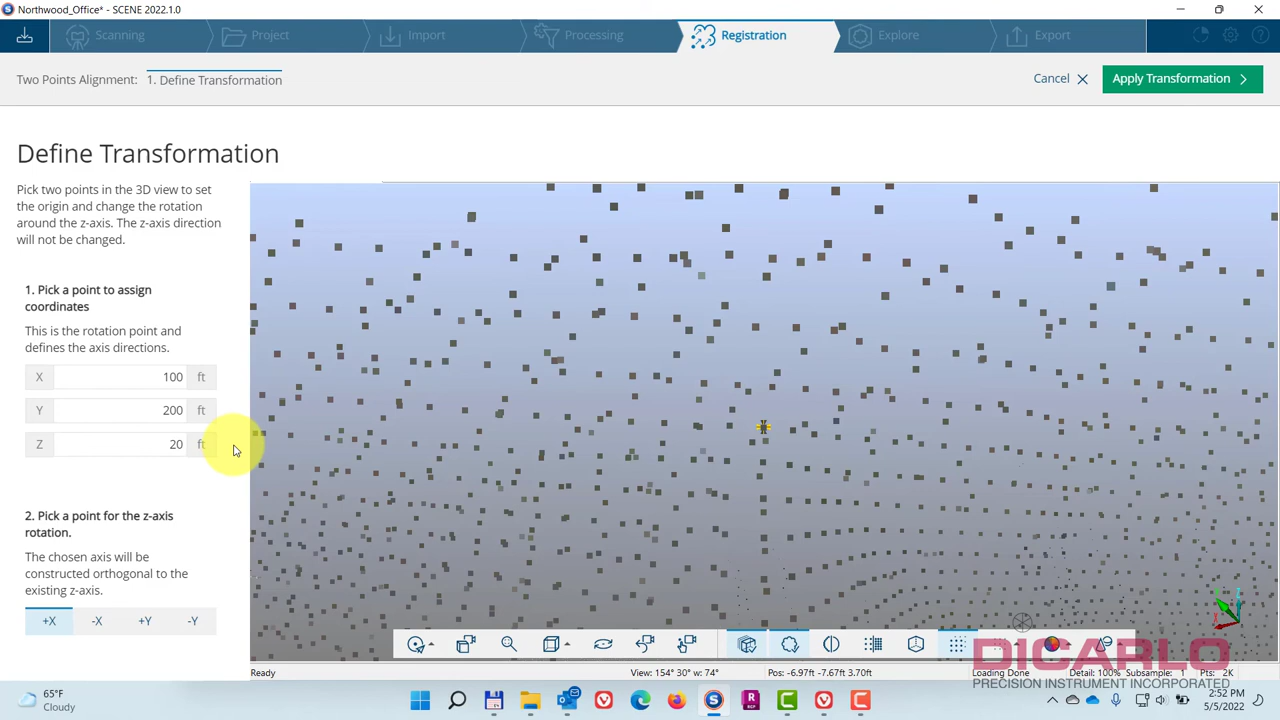 Northwood_Office* - SCENE 2022.1.0
Scanning
Project
Import
Processing
Registration
Explore
Export
Two Points Alignment:
1. Define Transformation
Cancel
Apply Transformation
Define Transformation
Pick two points in the 3D view to set
the origin and change the rotation
around the z-axis. The z-axis direction
will not be changed.
1. Pick a point to assign
coordinates
This is the rotation point and
defines the axis directions.
X 100 ft
Y 200 ft
Z 20 ft
2. Pick a point for the z-axis
rotation.
The chosen axis will be
constructed orthogonal to the
existing z-axis.
+X -X +Y -Y
Ready
View: 154° 30° w: 74°
Pos: -6.97ft -7.67ft 3.70ft
Loading Done
Detail: 100%
Subsample: 1
Pts: 2K
DICARLO
PRECISION INSTRUMENT INCORPORATED
65°F
Cloudy
2:52 PM
5/5/2022